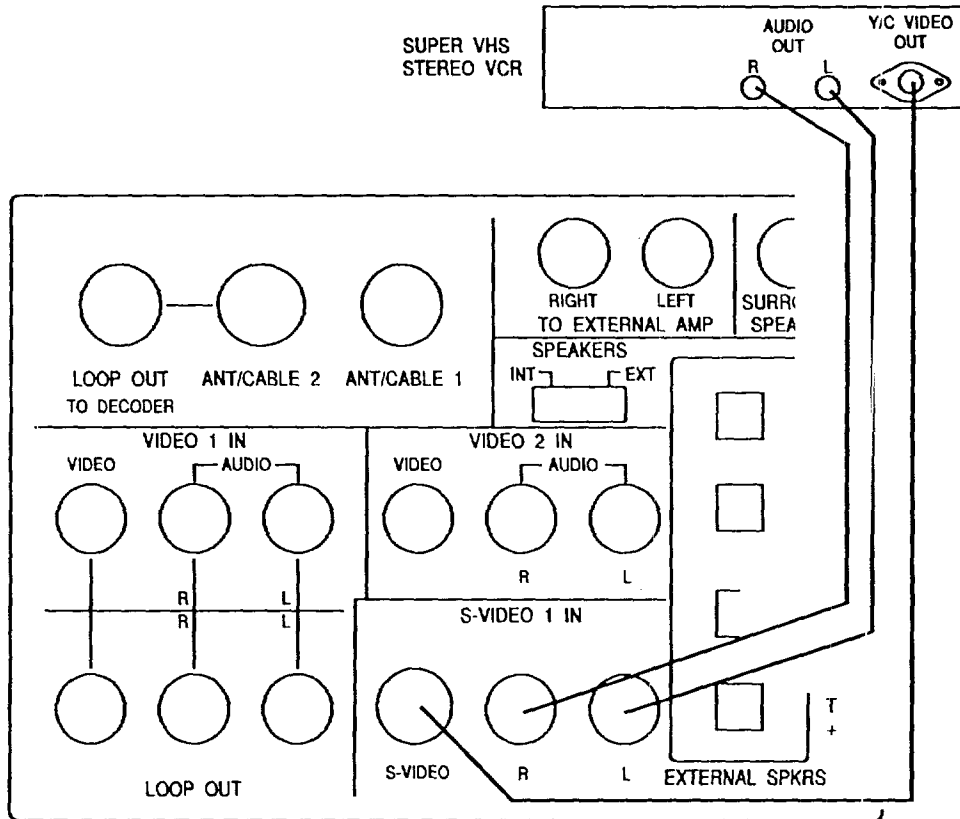 SUPER VHS
STEREO VCR
AUDIO
OUT
R L
Y/C VIDEO
OUT
LOOP OUT
TO DECODER
ANT/CABLE 2
ANT/CABLE 1
RIGHT LEFT
TO EXTERNAL AMP
SURRO
SPEA
SPEAKERS
INT EXT
VIDEO 1 IN
VIDEO AUDIO
R L
R L
LOOP OUT
VIDEO 2 IN
VIDEO AUDIO
R L
S-VIDEO 1 IN
S-VIDEO R L
EXTERNAL SPKRS
+